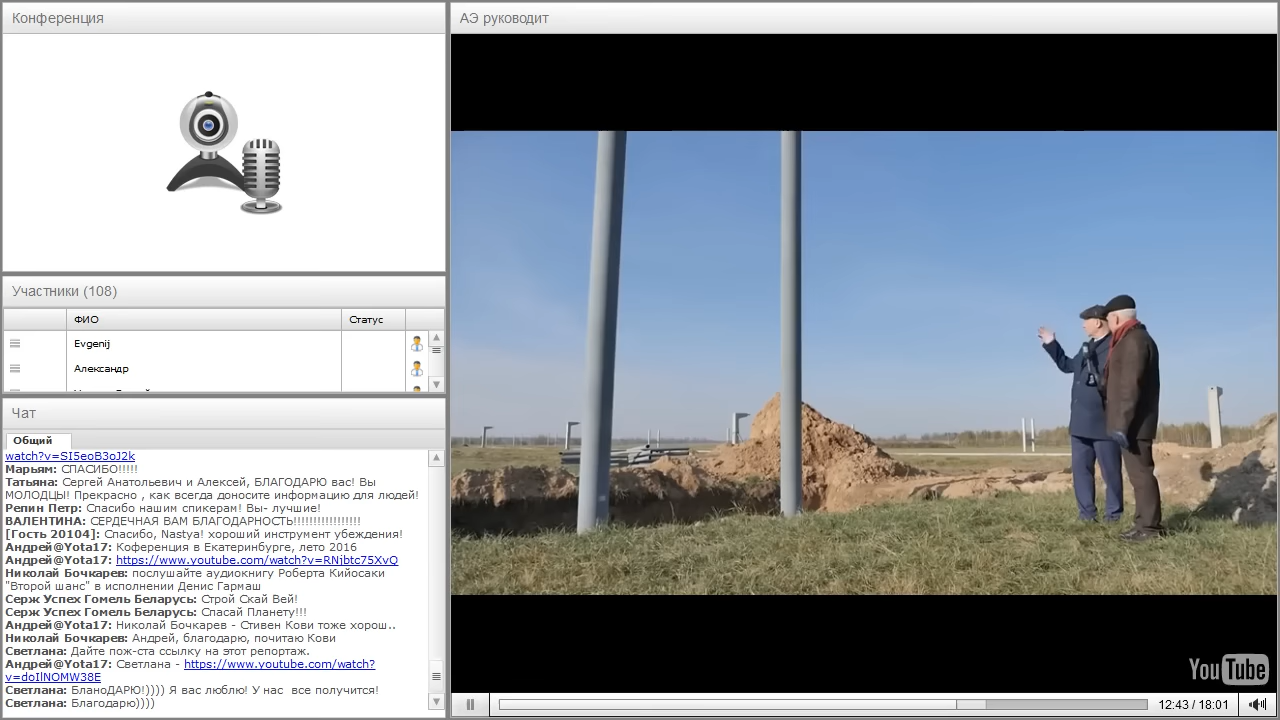 Конференция
АЭ руководит
Участники (108)
ФИО
Статус
Evgenij
Александр
Чат
Общий
watch?v=SI5eoB3oJ2k
Марьям: СПАСИБО!!!!!
Татьяна: Сергей Анатольевич и Алексей, БЛАГОДАРЮ вас! Вы
МОЛОДЦЫ! Прекрасно , как всегда доносите информацию для людей!
Репин Петр: Спасибо нашим спикерам! Вы- лучшие!
ВАЛЕНТИНА: СЕРДЕЧНАЯ ВАМ БЛАГОДАРНОСТЬ!!!!!!!!!!!!!!!!!
[Гость 20104]: Спасибо, Nastya! хороший инструмент убеждения!
Андрей@Yota17: Коференция в Екатеринбурге, лето 2016
Андрей@Yota17: https://www.youtube.com/watch?v=RNjbtc75XvQ
Николай Бочкарев: послушайте аудиокнигу Роберта Кийосаки
"Второй шанс" в исполнении Денис Гармаш
Серж Успех Гомель Беларусь: Строй Скай Вей!
Серж Успех Гомель Беларусь: Спасай Планету!!!
Андрей@Yota17: Николай Бочкарев - Стивен Кови тоже хорош..
Николай Бочкарев: Андрей, благодарю, почитаю Кови
Светлана: Дайте пож-ста ссылку на этот репортаж.
Андрей@Yota17: Светлана - https://www.youtube.com/watch?
v=doIlNOMW38E
Светлана: БланоДАРЮ!)))) Я вас люблю! У нас  все получится!
Светлана: Благодарю))))
YouTube
12:43 / 18:01